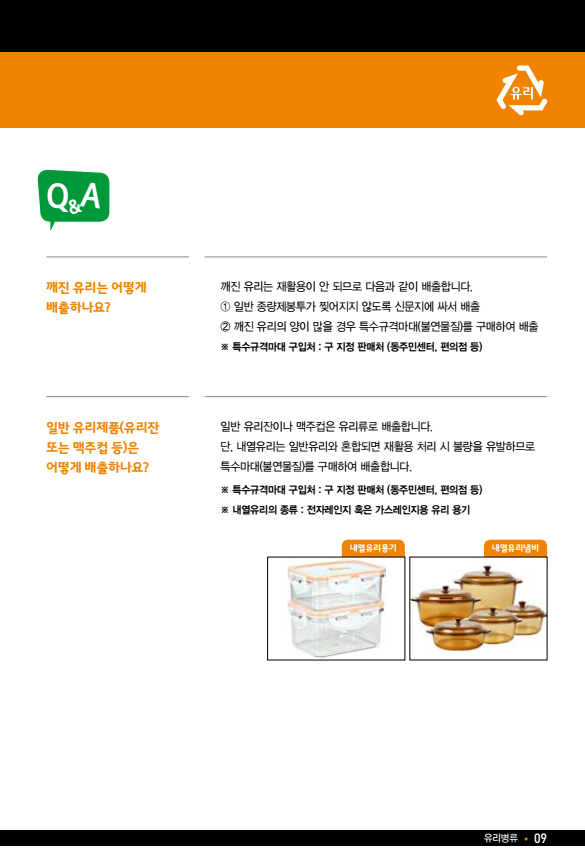 유리
Q&A
깨진 유리는 어떻게
배출하나요?
깨진 유리는 재활용이 안 되므로 다음과 같이 배출합니다.
① 일반 종량제봉투가 찢어지지 않도록 신문지에 싸서 배출
② 깨진 유리의 양이 많을 경우 특수규격마대(불연물질)를 구매하여 배출
※ 특수규격마대 구입처 : 구 지정 판매처 (동주민센터, 편의점 등)
일반 유리제품(유리잔
또는 맥주컵 등)은
어떻게 배출하나요?
일반 유리잔이나 맥주컵은 유리류로 배출합니다.
단, 내열유리는 일반유리와 혼합되면 재활용 처리 시 불량을 유발하므로
특수마대(불연물질)를 구매하여 배출합니다.
※ 특수규격마대 구입처 : 구 지정 판매처 (동주민센터, 편의점 등)
※ 내열유리의 종류 : 전자레인지 혹은 가스레인지용 유리 용기
내열유리용기
내열유리냄비
유리병류 • 09